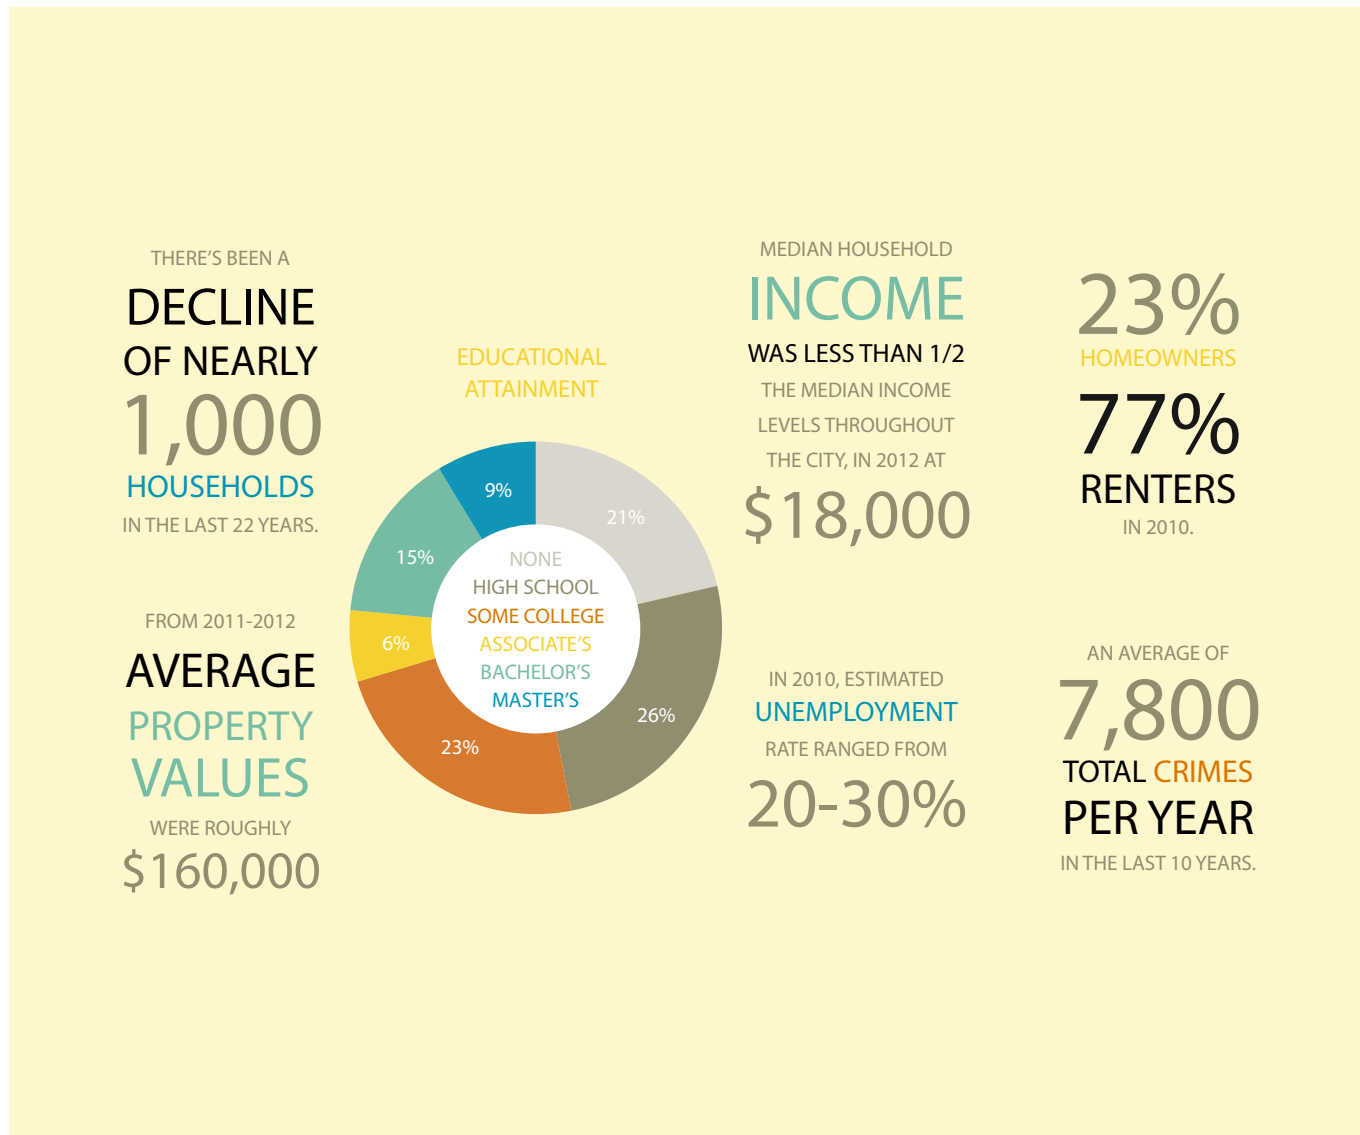 THERE'S BEEN A
DECLINE
OF NEARLY
1,000
HOUSEHOLDS
IN THE LAST 22 YEARS.
FROM 2011-2012
AVERAGE
PROPERTY
VALUES
WERE ROUGHLY
$160,000
EDUCATIONAL
ATTAINMENT
9%
21%
15%
6%
26%
23%
NONE
HIGH SCHOOL
SOME COLLEGE
ASSOCIATE'S
BACHELOR'S
MASTER'S
MEDIAN HOUSEHOLD
INCOME
WAS LESS THAN 1/2
THE MEDIAN INCOME
LEVELS THROUGHOUT
THE CITY, IN 2012 AT
$18,000
IN 2010, ESTIMATED
UNEMPLOYMENT
RATE RANGED FROM
20-30%
23%
HOMEOWNERS
77%
RENTERS
IN 2010.
AN AVERAGE OF
7,800
TOTAL CRIMES
PER YEAR
IN THE LAST 10 YEARS.